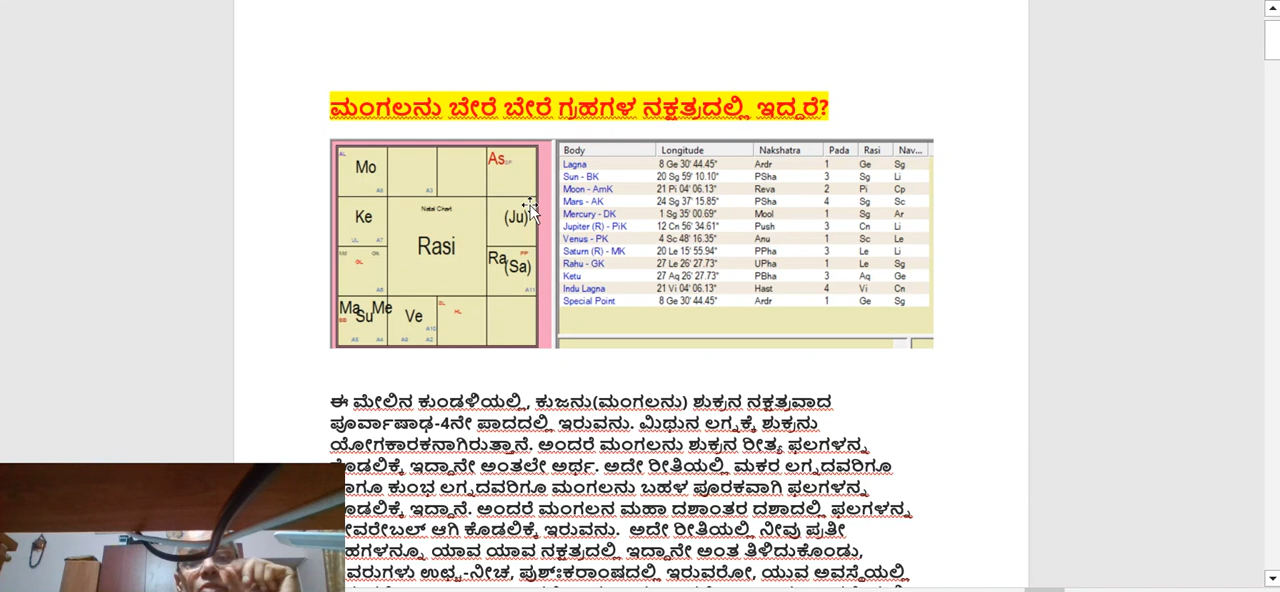 ಮಂಗಲನು ಬೇರೆ ಬೇರೆ ಗ್ರಹಗಳ ನಕ್ಷತ್ರದಲ್ಲಿ ಇದ್ದರೆ?
Mo
As
Ke
Natal Chart
Rasi
(Ju)
Ra
(Sa)
Ma Su Me
Ve
Body Longitude Nakshatra Pada Rasi Nav...
Lagna 8 Ge 30' 44.45" Ardr 1 Ge Sg
Sun - BK 20 Sg 59' 10.10" PSha 3 Sg Li
Moon - AmK 21 Pi 04' 06.13" Reva 2 Pi Cp
Mars - AK 24 Sg 37' 15.85" PSha 4 Sg Sc
Mercury - DK 1 Sg 35' 00.69" Mool 1 Sg Ar
Jupiter (R) - PiK 12 Cn 56' 34.61" Push 3 Cn Li
Venus - PK 4 Sc 48' 16.35" Anu 1 Sc Le
Saturn (R) - MK 20 Le 15' 55.94" PPha 3 Le Li
Rahu - GK 27 Le 26' 27.73" UPha 1 Le Sg
Ketu 27 Aq 26' 27.73" PBha 3 Aq Ge
Indu Lagna 21 Vi 04' 06.13" Hast 4 Vi Cn
Special Point 8 Ge 30' 44.45" Ardr 1 Ge Sg
ಈ ಮೇಲಿನ ಕುಂಡಳಿಯಲ್ಲಿ, ಕುಜನು(ಮಂಗಲನು) ಶುಕ್ರನ ನಕ್ಷತ್ರವಾದ
ಪೂರ್ವಾಷಾಢ-4ನೇ ಪಾದದಲ್ಲಿ ಇರುವನು. ಮಿಥುನ ಲಗ್ನಕ್ಕೆ ಶುಕ್ರನು
ಯೋಗಕಾರಕನಾಗಿರುತ್ತಾನೆ. ಅಂದರೆ ಮಂಗಲನು ಶುಕ್ರನ ರೀತ್ಯ ಫಲಗಳನ್ನು
ಕೊಡಲಿಕ್ಕೆ ಇದ್ದಾನೇ ಅಂತಲೇ ಅರ್ಥ. ಅದೇ ರೀತಿಯಲ್ಲಿ ಮಕರ ಲಗ್ನದವರಿಗೂ
ಹಾಗೂ ಕುಂಭ ಲಗ್ನದವರಿಗೂ ಮಂಗಲನು ಬಹಳ ಪೂರಕವಾಗಿ ಫಲಗಳನ್ನು
ಕೊಡಲಿಕ್ಕೆ ಇದ್ದಾನೆ. ಅಂದರೆ ಮಂಗಲನ ಮಹಾ ದಶಾಂತರ ದಶಾದಲ್ಲಿ ಫಲಗಳನ್ನು
ವರೇಬಲ್ ಆಗಿ ಕೊಡಲಿಕ್ಕೆ ಇರುವನು. ಅದೇ ರೀತಿಯಲ್ಲಿ ನೀವು ಪ್ರತೀ
ಹಗಳನ್ನೂ ಯಾವ ಯಾವ ನಕ್ಷತ್ರದಲ್ಲಿ ಇದ್ದಾನೇ ಅಂತ ತಿಳಿದುಕೊಂಡು,
ವರುಗಳು ಉಚ್ಚ-ನೀಚ, ಪುಶ್ಃಕರಾಂಷದಲ್ಲಿ ಇರುವರೋ, ಯುವ ಅವಸ್ಥೆಯಲ್ಲಿ